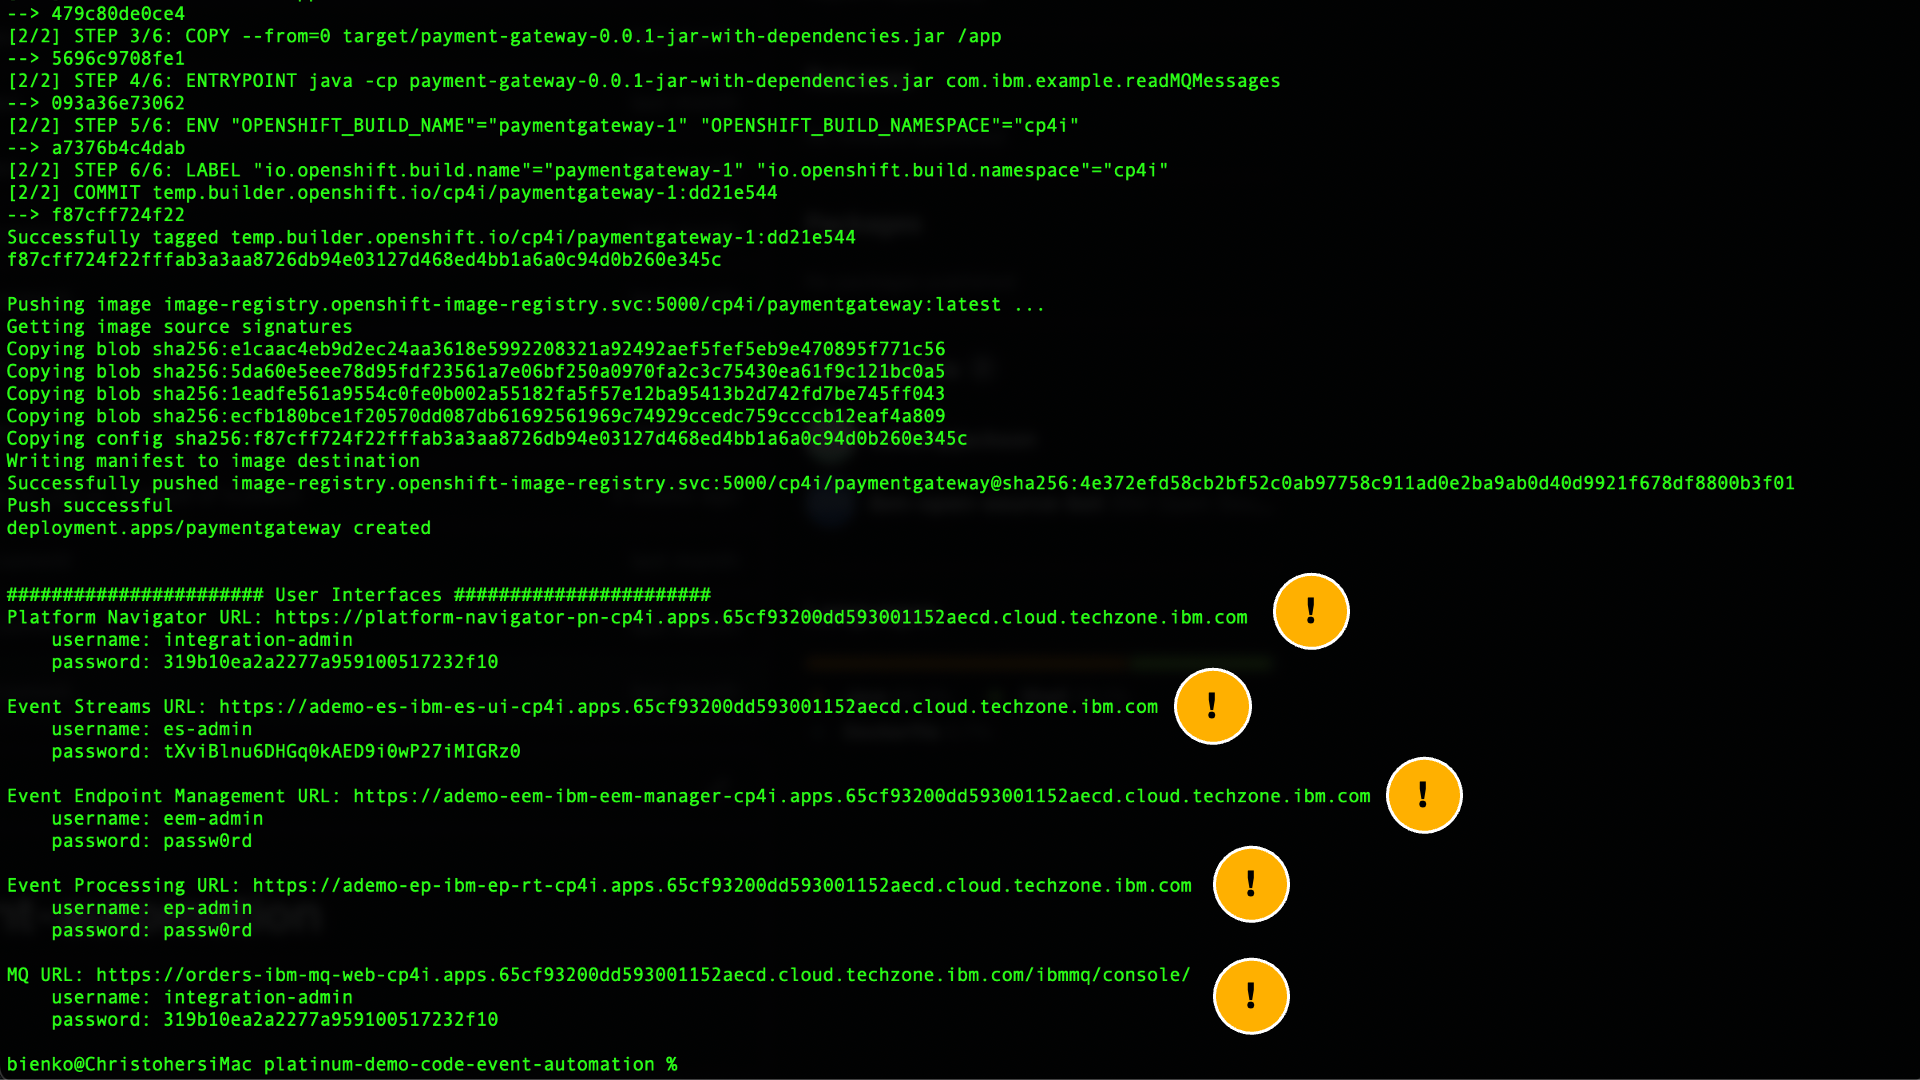 --> 479c80de0ce4
[2/2] STEP 3/6: COPY --from=0 target/payment-gateway-0.0.1-jar-with-dependencies.jar /app
--> 5696c9708fe1
[2/2] STEP 4/6: ENTRYPOINT java -cp payment-gateway-0.0.1-jar-with-dependencies.jar com.ibm.example.readMQMessages
--> 093a36e73062
[2/2] STEP 5/6: ENV "OPENSHIFT_BUILD_NAME"="paymentgateway-1" "OPENSHIFT_BUILD_NAMESPACE"="cp4i"
--> a7376b4c4dab
[2/2] STEP 6/6: LABEL "io.openshift.build.name"="paymentgateway-1" "io.openshift.build.namespace"="cp4i"
[2/2] COMMIT temp.builder.openshift.io/cp4i/paymentgateway-1:dd21e544
--> f87cff724f22
Successfully tagged temp.builder.openshift.io/cp4i/paymentgateway-1:dd21e544
f87cff724f22fffab3a3aa8726db94e03127d468ed4bb1a6a0c94d0b260e345c
Pushing image image-registry.openshift-image-registry.svc:5000/cp4i/paymentgateway:latest ...
Getting image source signatures
Copying blob sha256:e1caac4eb9d2ec24aa3618e5992208321a92492aef5fef5eb9e470895f771c56
Copying blob sha256:5da60e5eee78d95fdf23561a7e06bf250a0970fa2c3c75430ea61f9c121bc0a5
Copying blob sha256:1eadfe561a9554c0fe0b002a55182fa5f57e12ba95413b2d742fd7be745ff043
Copying blob sha256:ecfb180bce1f20570dd087db61692561969c74929ccedc759ccccb12eaf4a809
Copying config sha256:f87cff724f22fffab3a3aa8726db94e03127d468ed4bb1a6a0c94d0b260e345c
Writing manifest to image destination
Successfully pushed image-registry.openshift-image-registry.svc:5000/cp4i/paymentgateway@sha256:4e372efd58cb2bf52c0ab97758c911ad0e2ba9ab0d40d9921f678df8800b3f01
Push successful
deployment.apps/paymentgateway created
####################### User Interfaces #######################
Platform Navigator URL: https://platform-navigator-pn-cp4i.apps.65cf93200dd593001152aecd.cloud.techzone.ibm.com !
username: integration-admin
password: 319b10ea2a2277a959100517232f10
Event Streams URL: https://ademo-es-ibm-es-ui-cp4i.apps.65cf93200dd593001152aecd.cloud.techzone.ibm.com !
username: es-admin
password: tXviBlnu6DHGq0kAED9i0wP27iMIGRz0
Event Endpoint Management URL: https://ademo-eem-ibm-eem-manager-cp4i.apps.65cf93200dd593001152aecd.cloud.techzone.ibm.com !
username: eem-admin
password: passw0rd
Event Processing URL: https://ademo-ep-ibm-ep-rt-cp4i.apps.65cf93200dd593001152aecd.cloud.techzone.ibm.com !
username: ep-admin
password: passw0rd
MQ URL: https://orders-ibm-mq-web-cp4i.apps.65cf93200dd593001152aecd.cloud.techzone.ibm.com/ibmmq/console/ !
username: integration-admin
password: 319b10ea2a2277a959100517232f10
bienko@ChristohersiMac platinum-demo-code-event-automation %